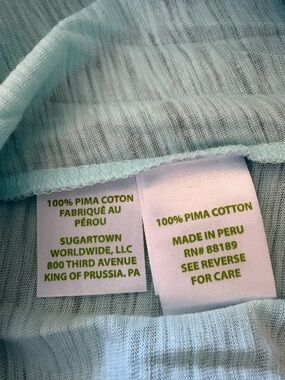 100% PIMA COTON
FABRIQUÉ AU
PÉROU
SUGARTOWN
WORLDWIDE, LLC
800 THIRD AVENUE
KING OF PRUSSIA. PA
100% PIMA COTTON
MADE IN PERU
RN# 88189
SEE REVERSE
FOR CARE